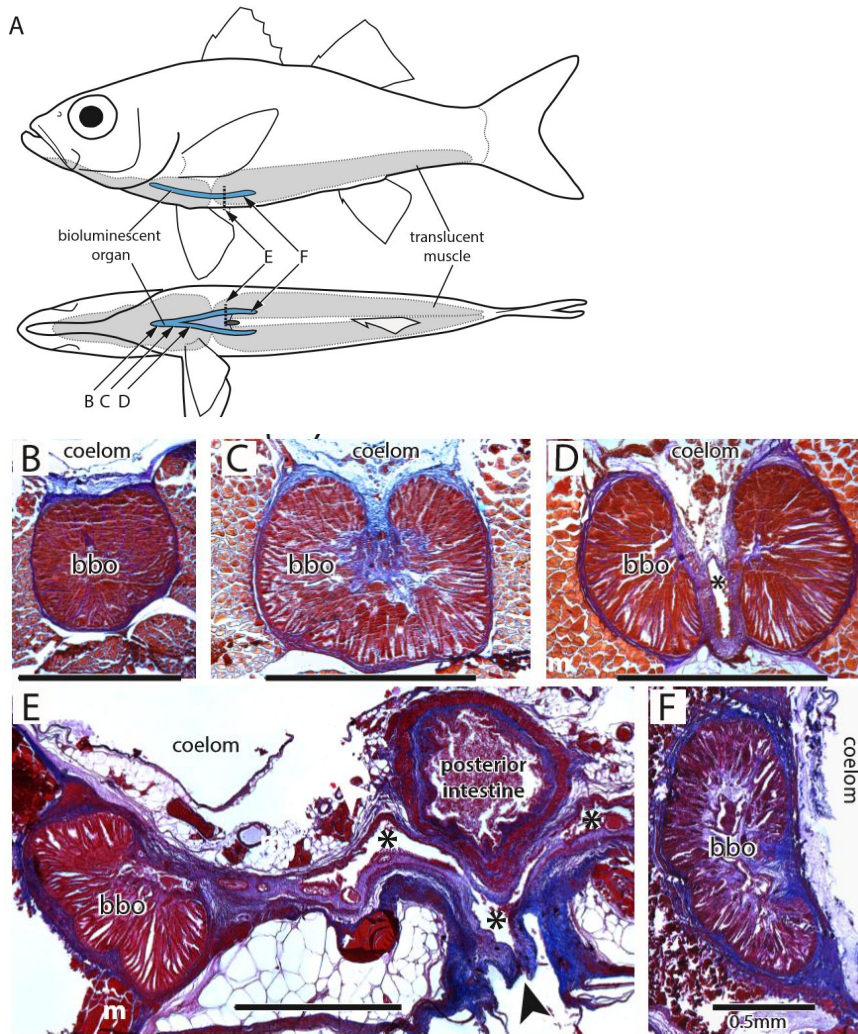 A
bioluminescent
organ
E
F
translucent
muscle
B C D
B
coelom
bbo
C
coelom
bbo
D
coelom
bbo
*
m
E
coelom
posterior
intestine
*
*
*
bbo
m
F
coelom
bbo
0.5mm